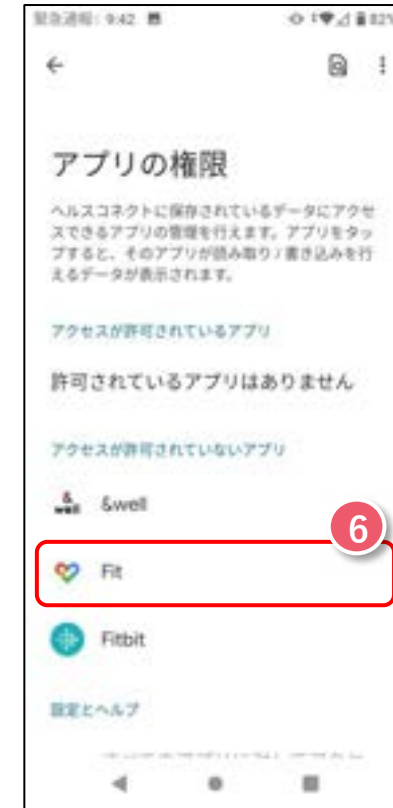 緊急速報: 9:42
82%
アプリの権限
ヘルスコネクトに保存されているデータにアクセ
スできるアプリの管理を行えます。アプリをタッ
プすると、そのアプリが読み取り / 書き込みを行
えるデータが表示されます。
アクセスが許可されているアプリ
許可されているアプリはありません
アクセスが許可されていないアプリ
& well
&well
6
Fit
Fitbit
設定とヘルプ